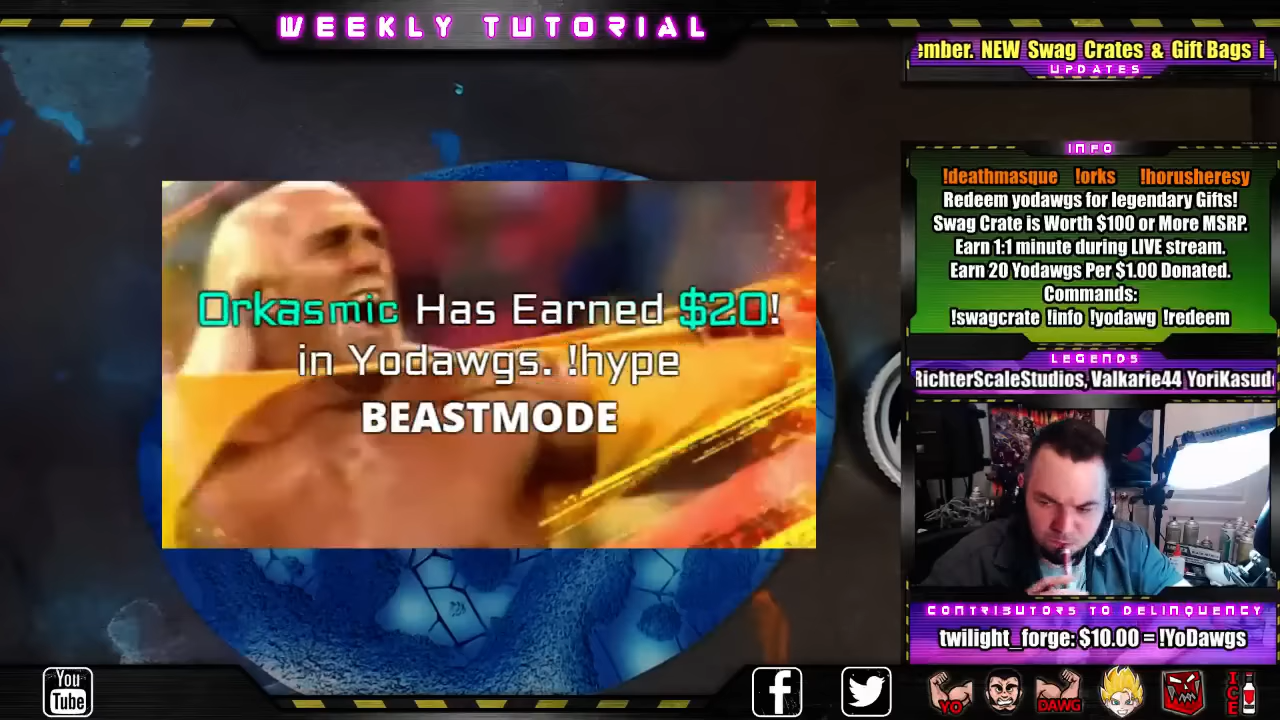 WEEKLY TUTORIAL
ember. NEW Swag Crates & Gift Bags i
UPDATES
INFO
!deathmasque !orks !horusheresy
Redeem yodawgs for legendary Gifts!
Swag Crate is Worth $100 or More MSRP.
Earn 1:1 minute during LIVE stream.
Earn 20 Yodawgs Per $1.00 Donated.
Commands:
!swagcrate !info !yodawg !redeem
Orkasmic Has Earned $20!
in Yodawgs. !hype
BEASTMODE
LEGENDS
RichterScaleStudios, Valkarie44 YoriKasud
CONTRIBUTORS TO DELINQUENCY
twilight_forge: $10.00 = !YoDawgs
You
Tube
YO
DAWG
ICE